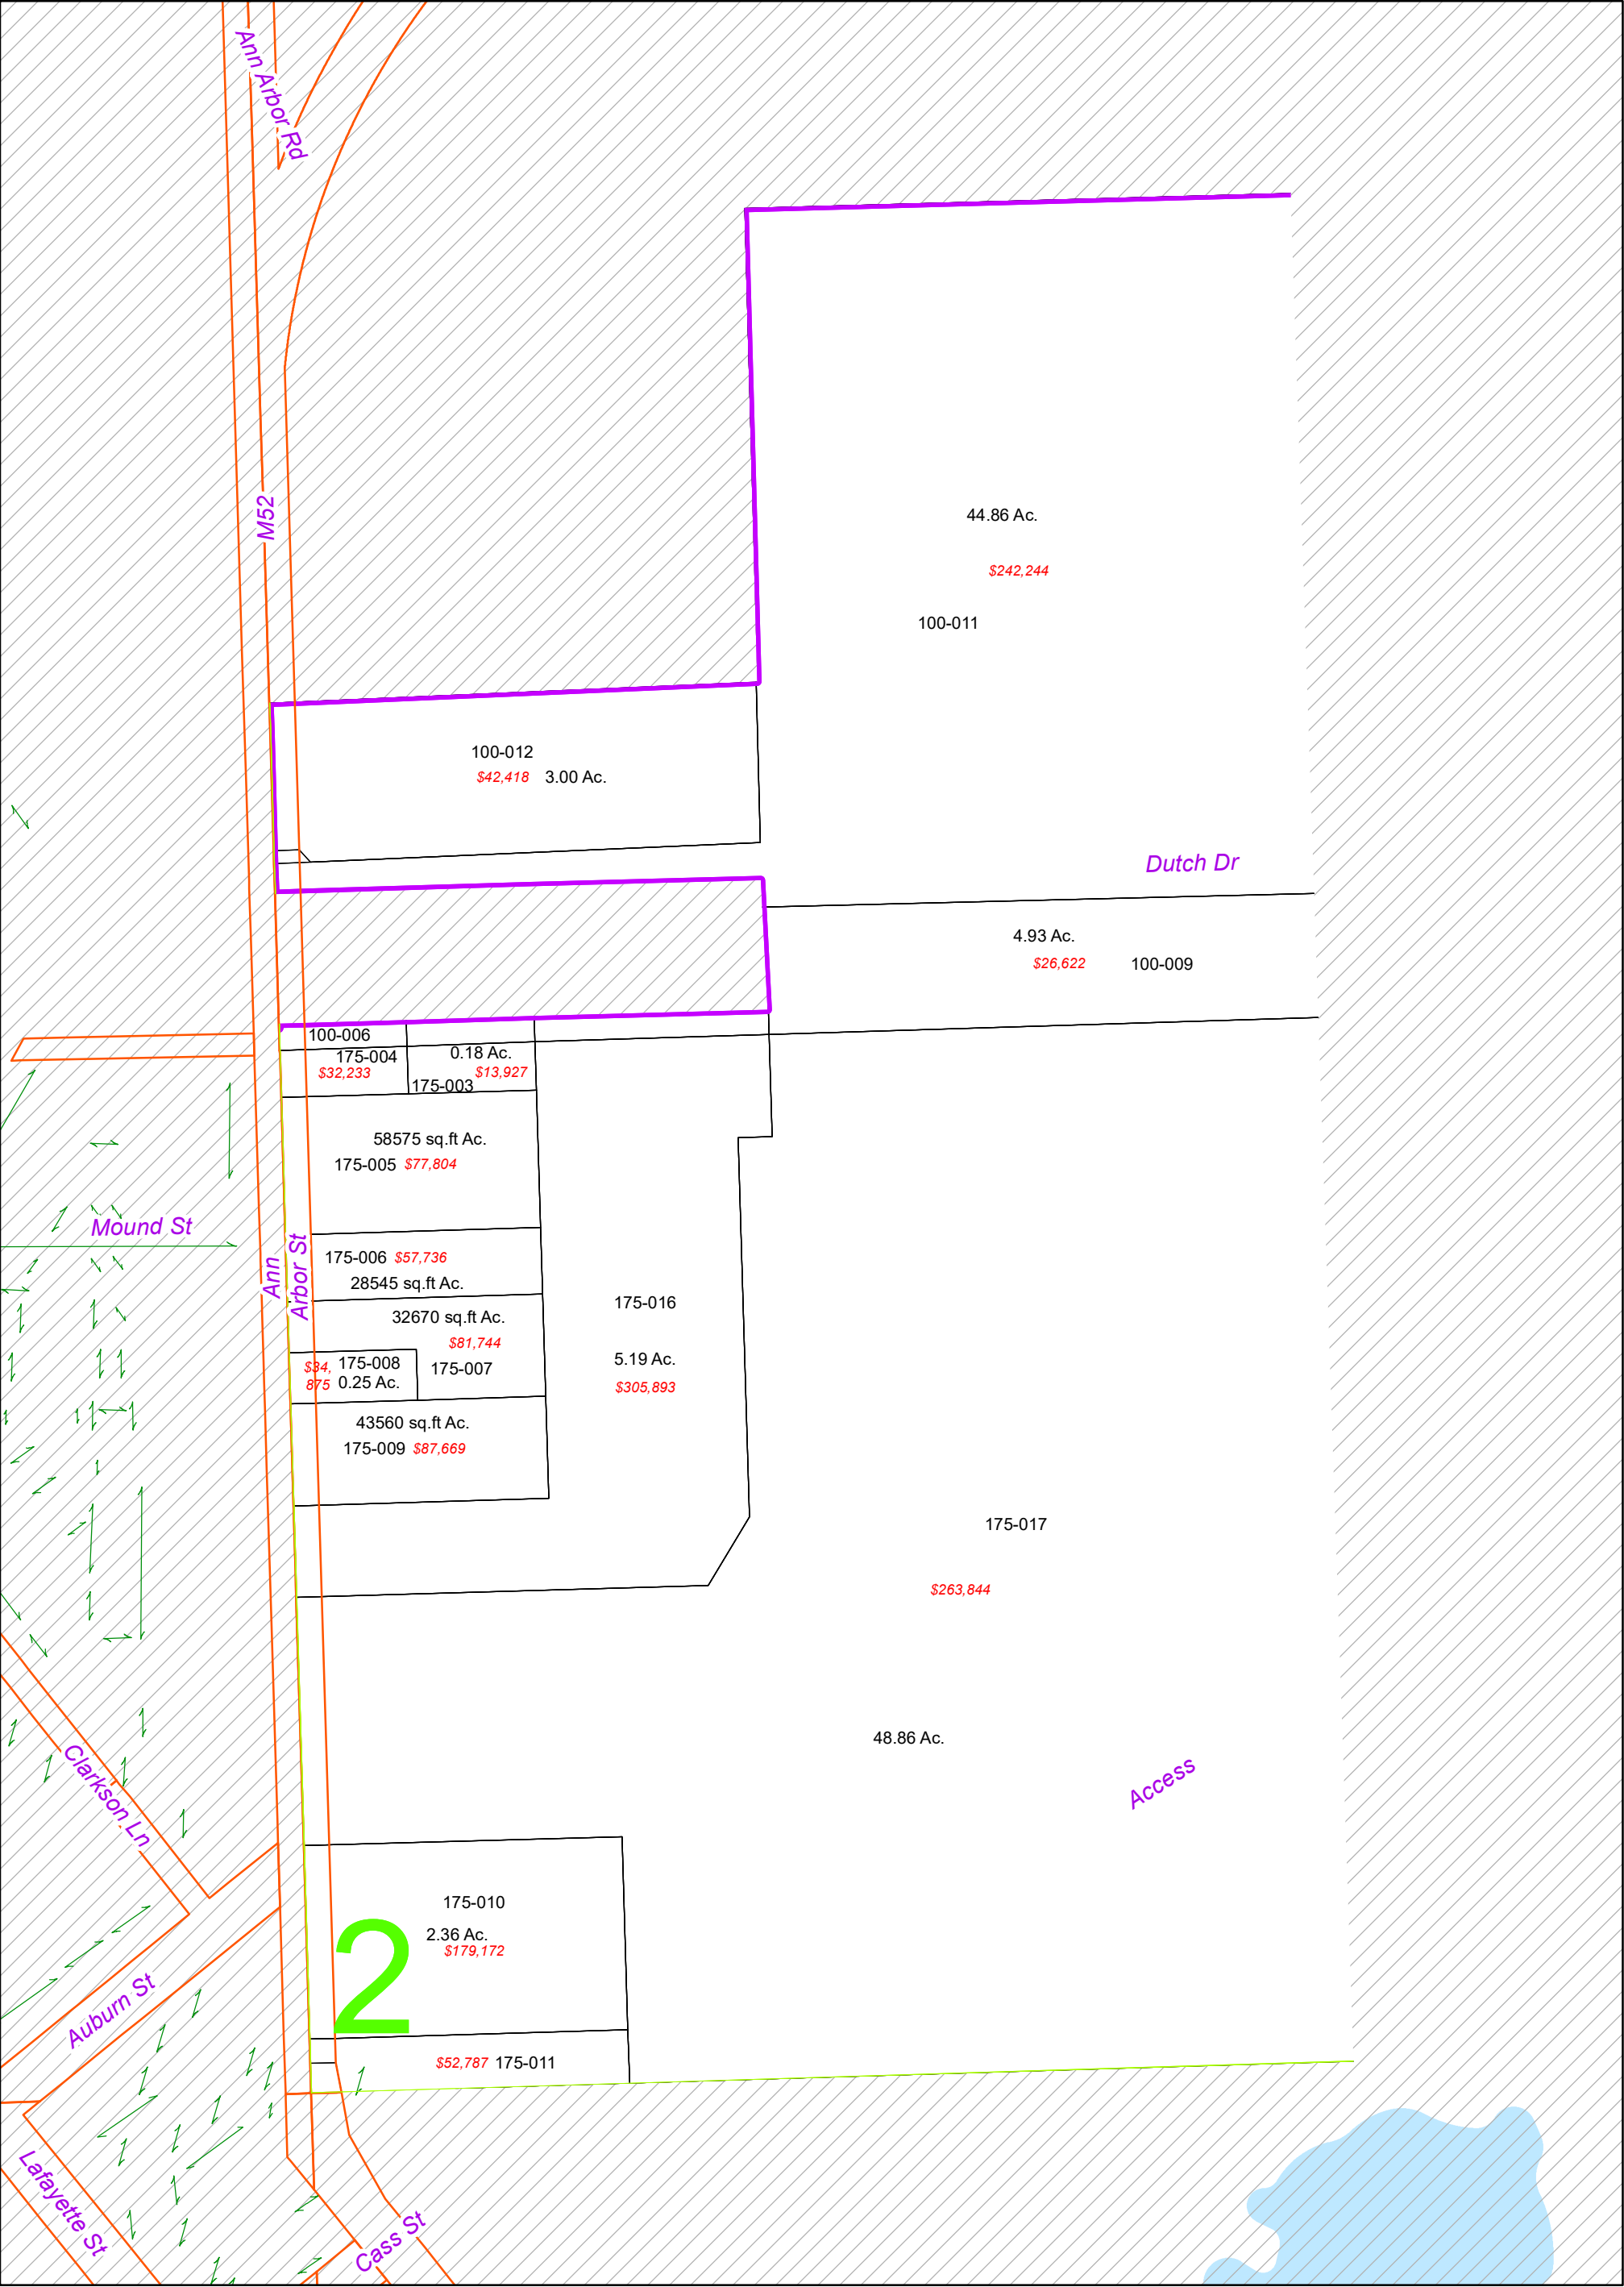 Ann Arbor Rd
M52
44.86 Ac.
$242,244
100-011
100-012
$42,418 3.00 Ac.
Dutch Dr
4.93 Ac.
$26,622 100-009
100-006
175-004
$32,233
0.18 Ac.
$13,927
175-003
58575 sq.ft Ac.
175-005 $77,804
Mound St
Ann
Arbor St
175-006 $57,736
28545 sq.ft Ac.
32670 sq.ft Ac.
$81,744
175-007
$34,
875
175-008
0.25 Ac.
43560 sq.ft Ac.
175-009 $87,669
175-016
5.19 Ac.
$305,893
175-017
$263,844
48.86 Ac.
Access
Clarkson Ln
175-010
2.36 Ac.
$179,172
2
Auburn St
$52,787 175-011
Lafayette St
Cass St